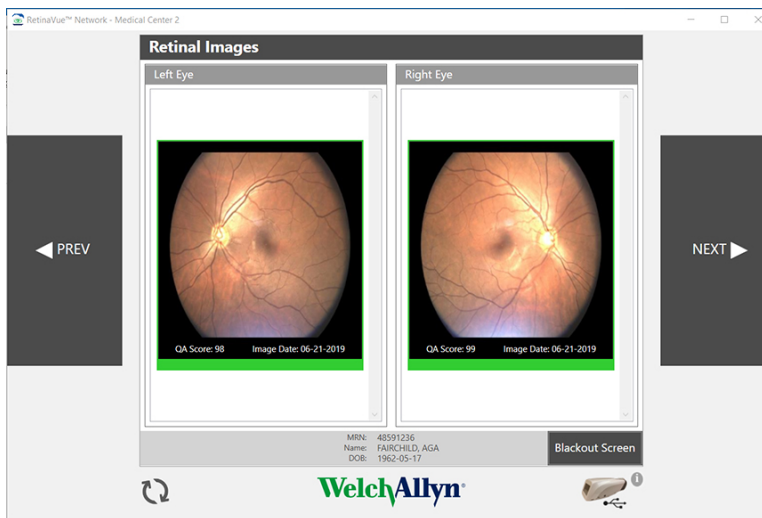 RetinaVue™ Network - Medical Center 2
Retinal Images
Left Eye
Right Eye
PREV
NEXT
QA Score: 98 Image Date: 06-21-2019
QA Score: 99 Image Date: 06-21-2019
MRN: 48591236
Name: FAIRCHILD, AGA
DOB: 1962-05-17
Blackout Screen
WelchAllyn®
i